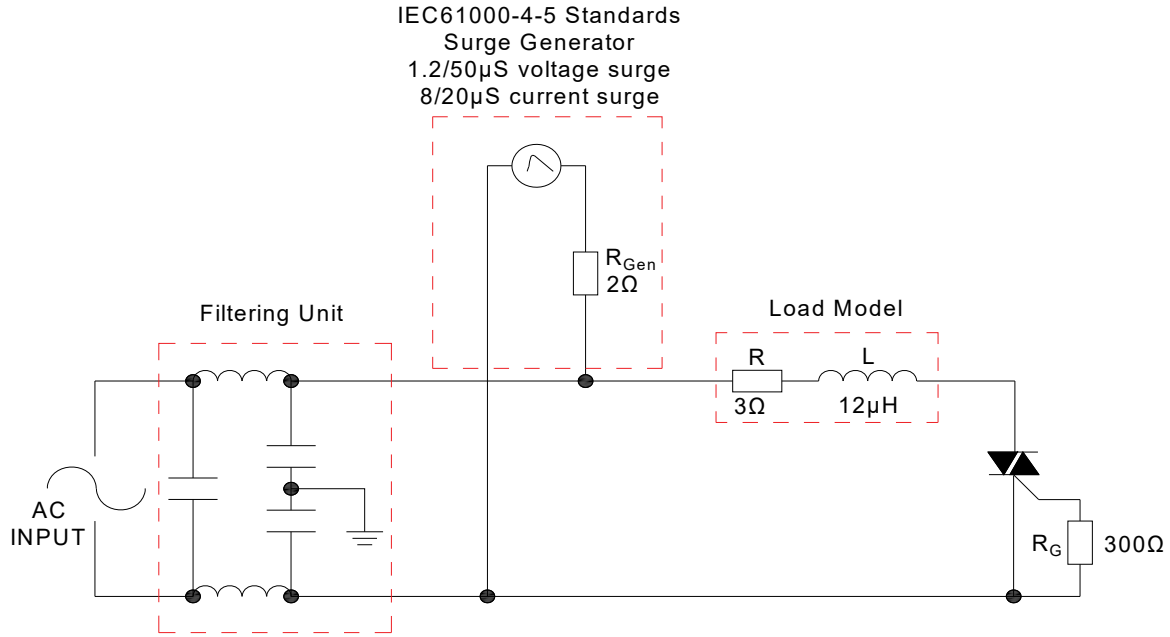 IEC61000-4-5 Standards
Surge Generator
1.2/50µS voltage surge
8/20µS current surge
RGen
2Ω
Filtering Unit
Load Model
R
L
3Ω
12µH
AC
INPUT
RG
300Ω